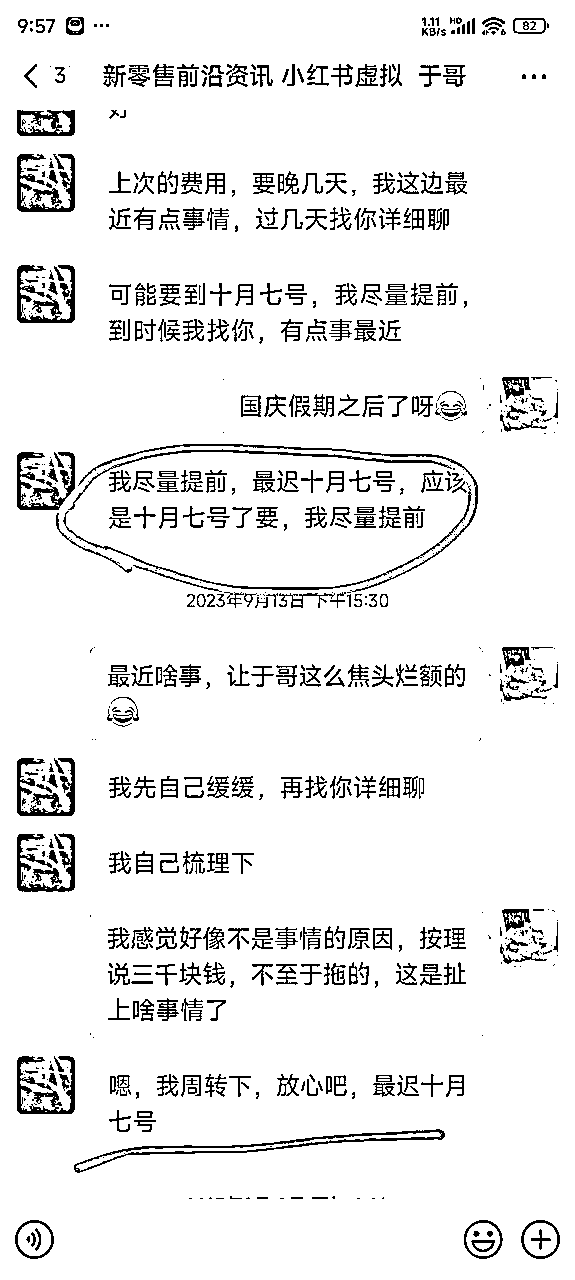 9:57 ··· 1.11 KB/s HD 82
3 新零售前沿资讯 小红书虚拟 于哥 ···
上次的费用，要晚几天，我这边最
近有点事情，过几天找你详细聊
可能要到十月七号，我尽量提前，
到时候我找你，有点事最近
国庆假期之后了呀😂
我尽量提前，最迟十月七号，应该
是十月七号了要，我尽量提前
2023年9月13日 下午15:30
最近啥事，让于哥这么焦头烂额的
😂
我先自己缓缓，再找你详细聊
我自己梳理下
我感觉好像不是事情的原因，按理
说三千块钱，不至于拖的，这是扯
上啥事情了
嗯，我周转下，放心吧，最迟十月
七号